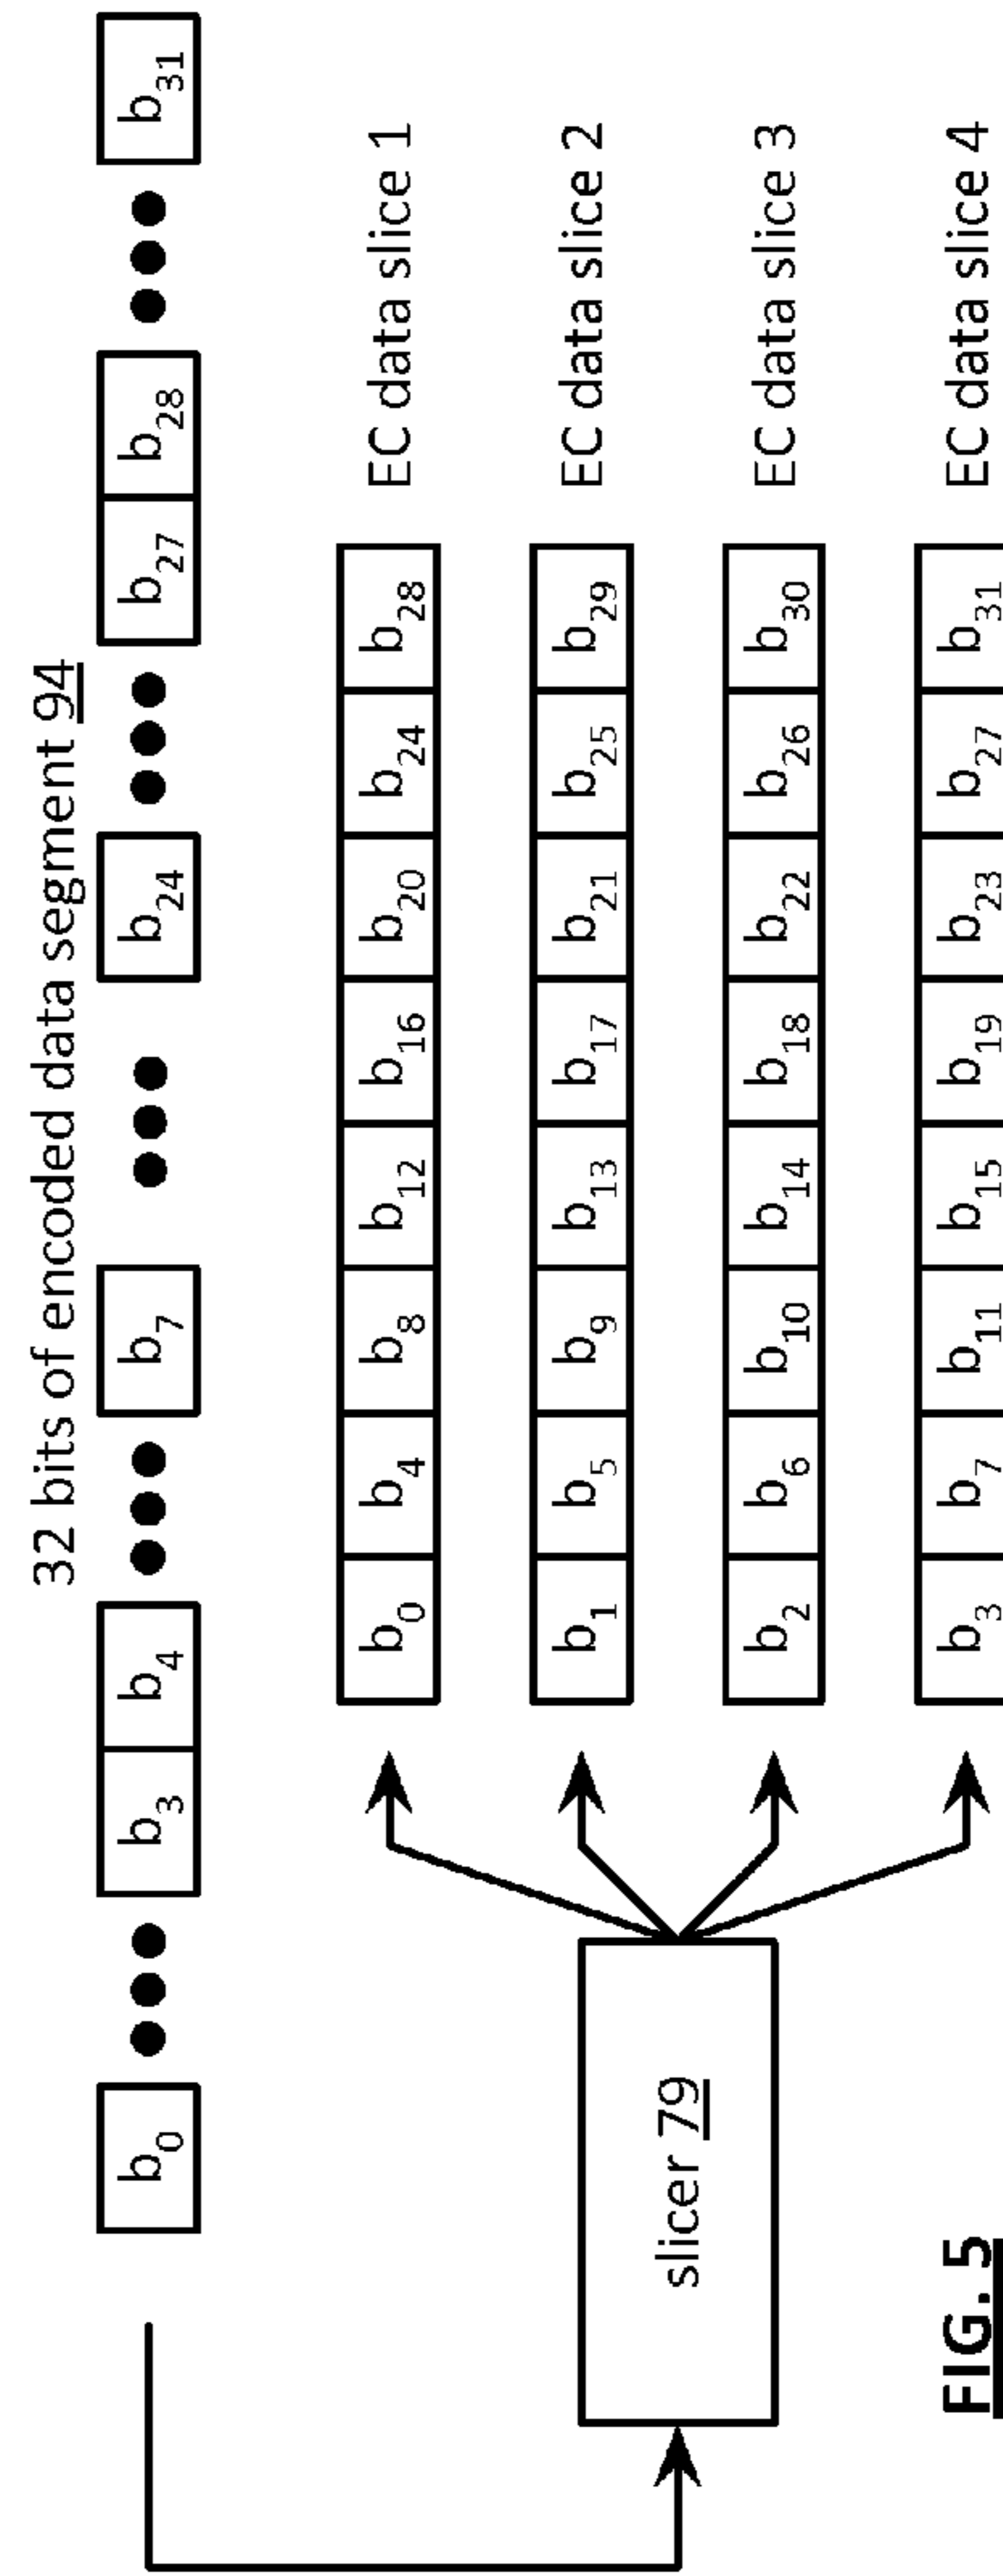 32 bits of encoded data segment 94
b0 b3 b4 b7 b24 b27 b28 b31
b0 b4 b8 b12 b16 b20 b24 b28 EC data slice 1
b1 b5 b9 b13 b17 b21 b25 b29 EC data slice 2
slicer 79
b2 b6 b10 b14 b18 b22 b26 b30 EC data slice 3
b3 b7 b11 b15 b19 b23 b27 b31 EC data slice 4
FIG. 5